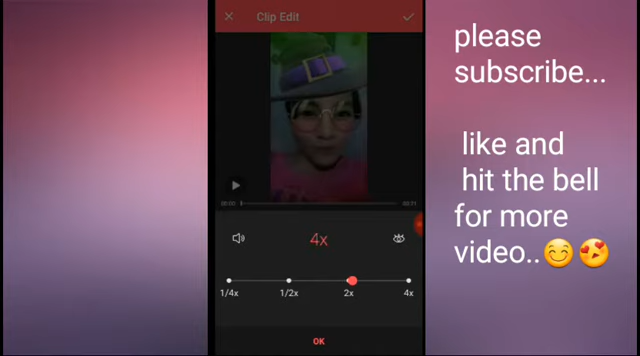 Clip Edit
00:00
00:21
4x
1/4x
1/2x
2x
4x
OK
please
subscribe...
like and
hit the bell
for more
video..😊😍